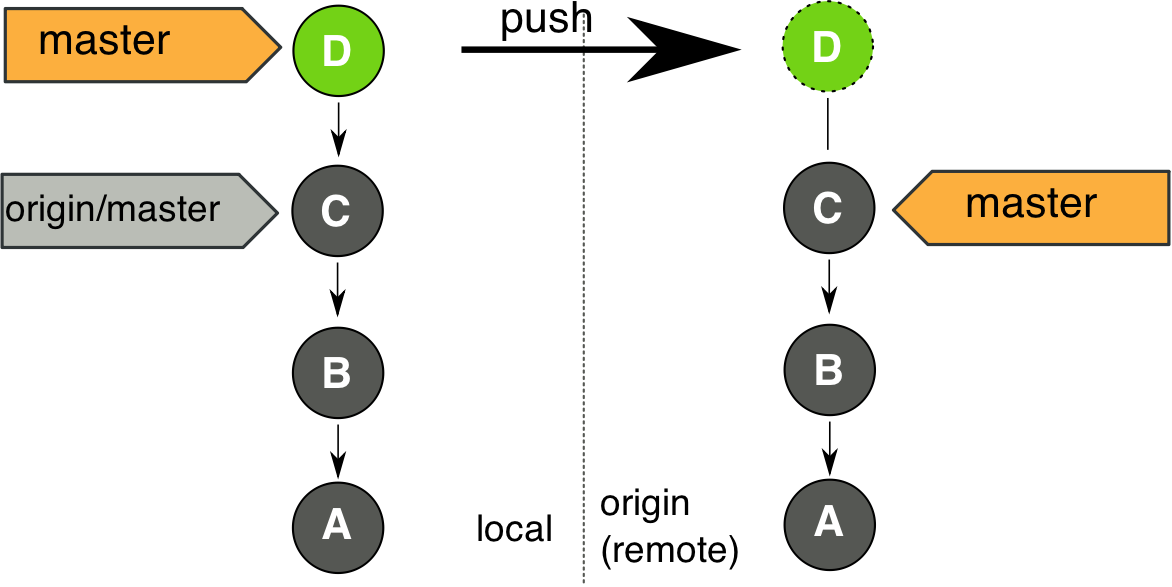 master
D
push
D
origin/master
C
C
master
B
B
A
local
origin
(remote)
A